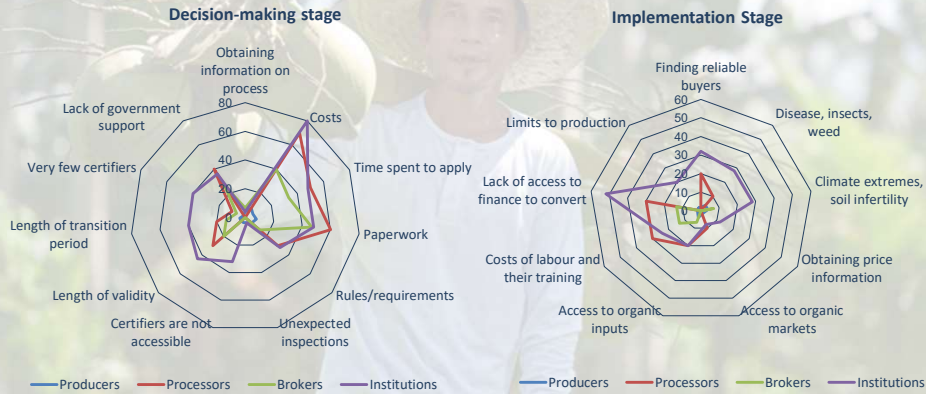 Decision-making stage
Obtaining
information on
process
Lack of government
support
Costs
Very few certifiers
Time spent to apply
Length of transition
period
Paperwork
Length of validity
Rules/requirements
Certifiers are not
accessible
Unexpected
inspections
80
60
40
20
0
Producers
Processors
Brokers
Institutions
Implementation Stage
Finding reliable
buyers
Limits to production
Disease, insects,
weed
Lack of access to
finance to convert
Climate extremes,
soil infertility
Costs of labour and
their training
Obtaining price
information
Access to organic
inputs
Access to organic
markets
60
50
40
30
20
10
0
Producers
Processors
Brokers
Institutions